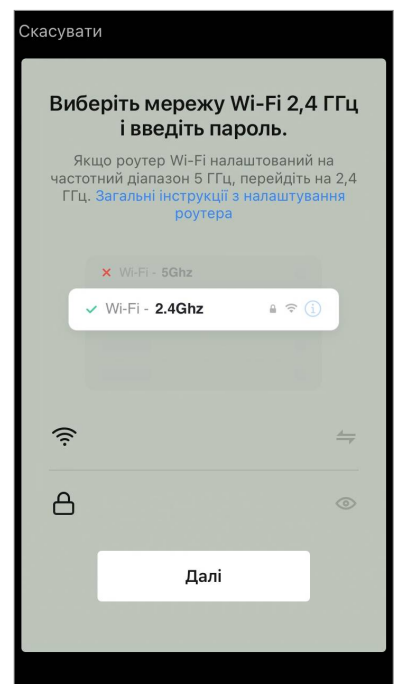 Скасувати
Виберіть мережу Wi-Fi 2,4 ГГц
і введіть пароль.
Якщо роутер Wi-Fi налаштований на
частотний діапазон 5 ГГц, перейдіть на 2,4
ГГц. Загальні інструкції з налаштування
роутера
Wi-Fi - 5Ghz
Wi-Fi - 2.4Ghz
Далі